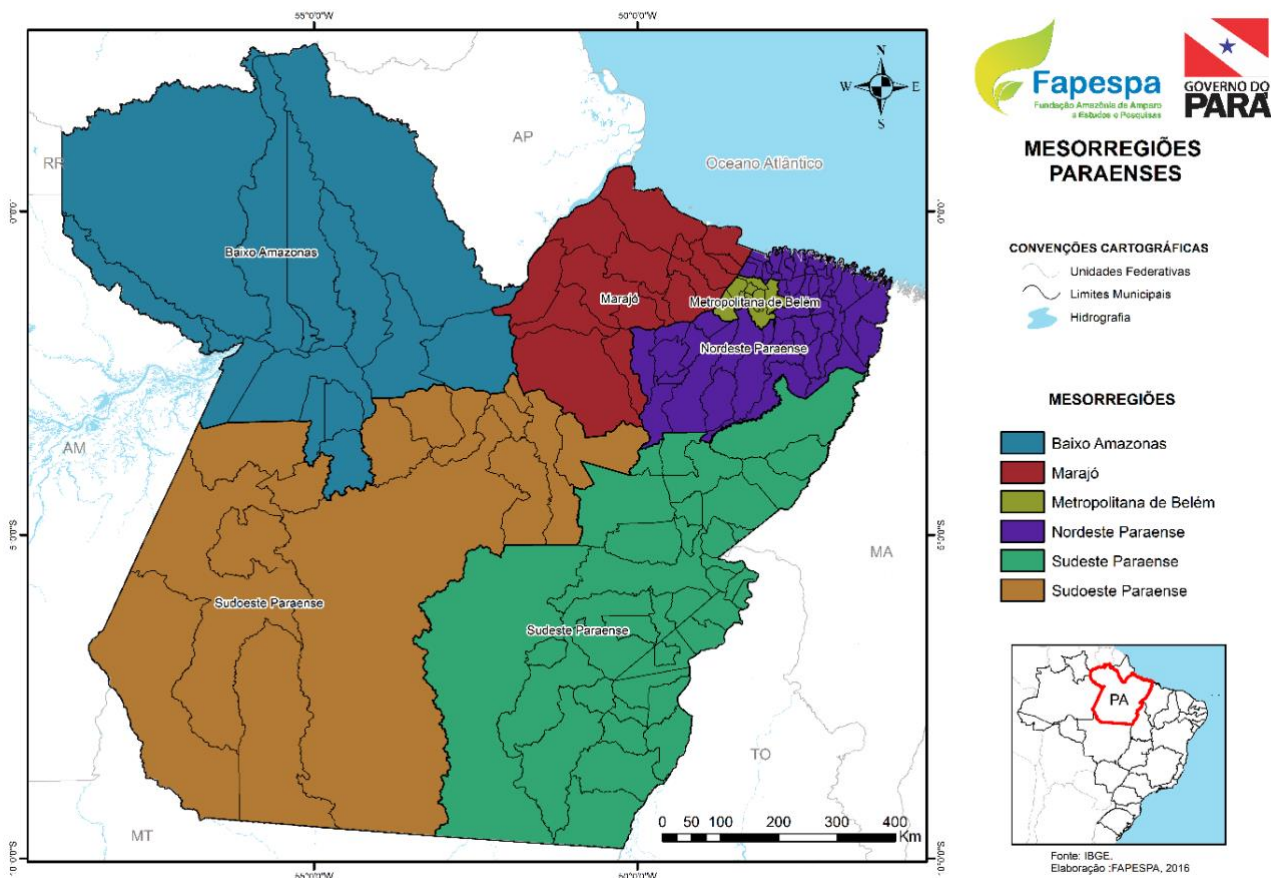 55°0'0"W
50°0'0"W
N
W
E
S
AP
RR
Oceano Atlântico
0°0'0"
0°0'0"
Baixo Amazonas
Marajó
Metropolitana de Belém
Nordeste Paraense
AM
MA
Sudoeste Paraense
Sudeste Paraense
TO
MT
0 50 100 200 300 400
Km
55°0'0"W
50°0'0"W
Fapespa
Fundação Amazônia de Amparo
a Estudos e Pesquisas
GOVERNO DO
PARÁ
MESORREGIÕES
PARAENSES
CONVENÇÕES CARTOGRÁFICAS
Unidades Federativas
Limites Municipais
Hidrografia
MESORREGIÕES
Baixo Amazonas
Marajó
Metropolitana de Belém
Nordeste Paraense
Sudeste Paraense
Sudoeste Paraense
PA
Fonte: IBGE.
Elaboração :FAPESPA, 2016